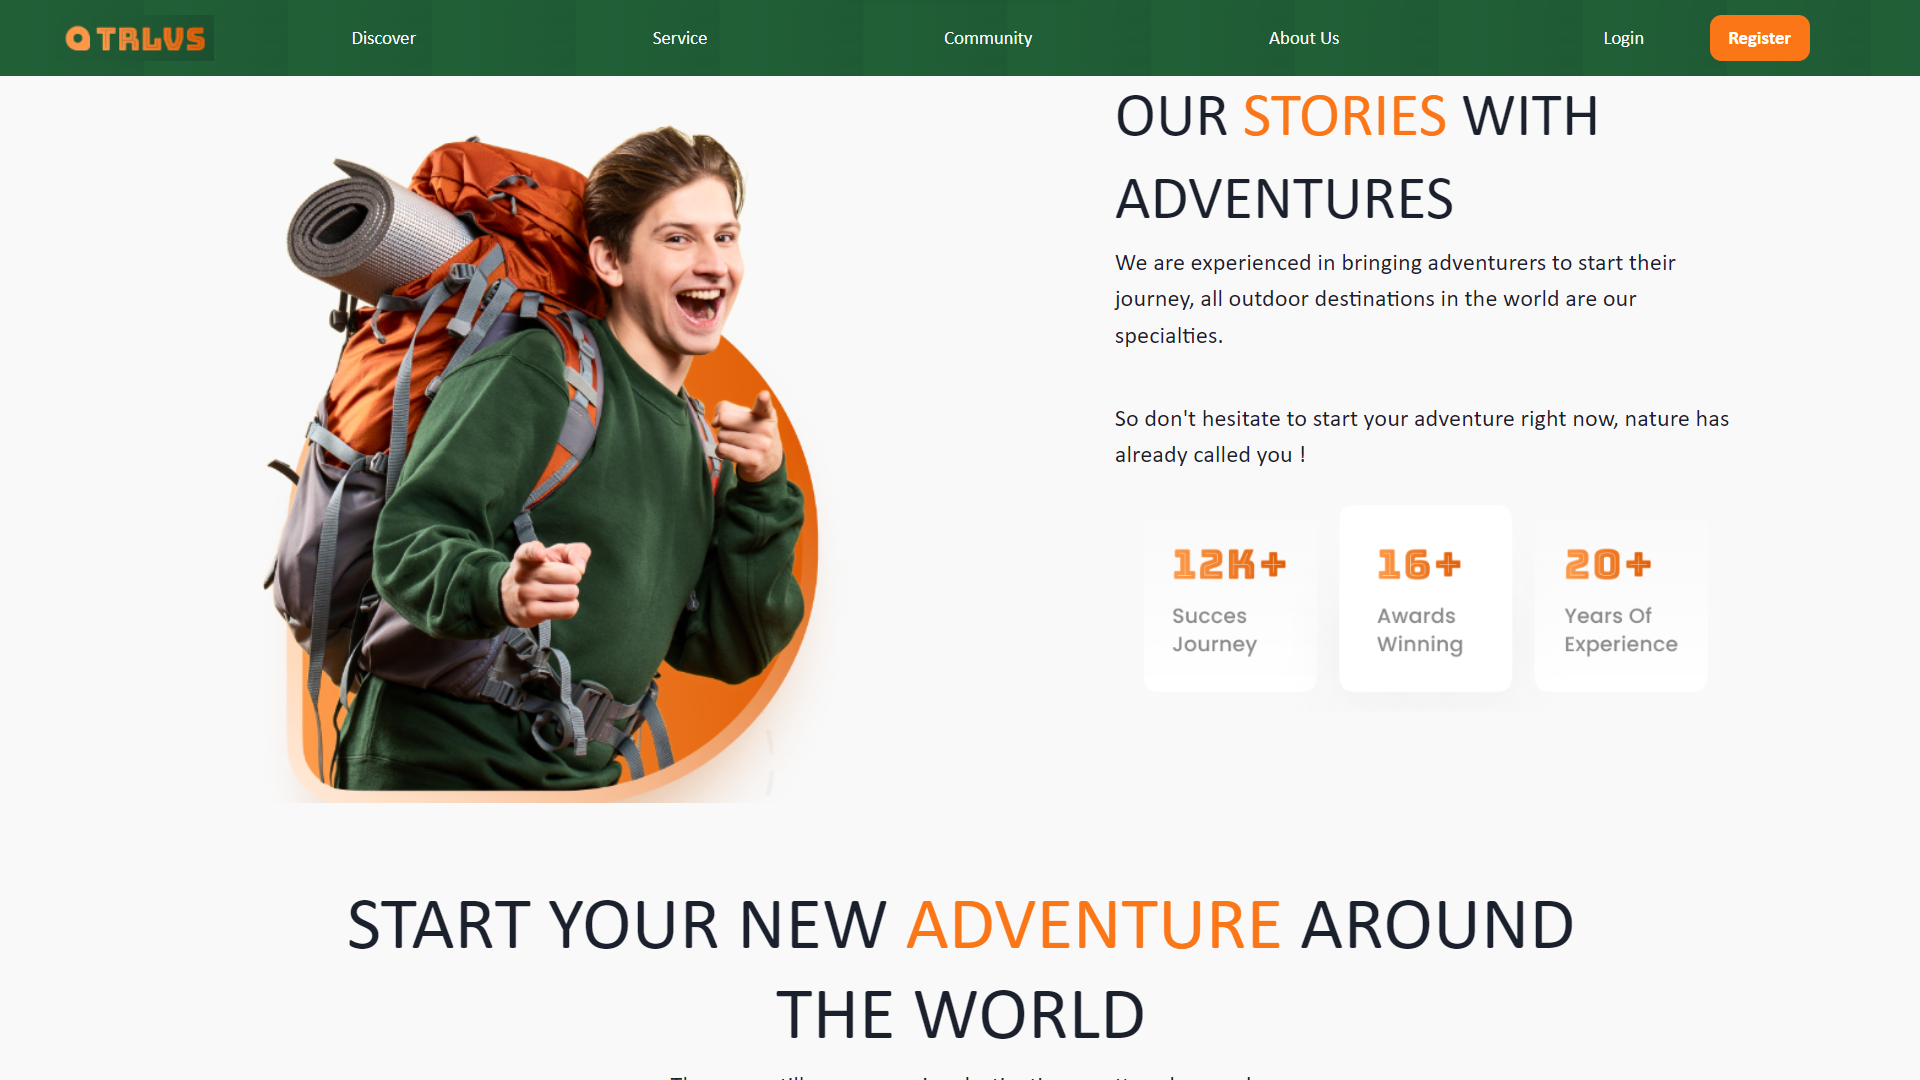 TRLVS
Discover
Service
Community
About Us
Login
Register
OUR STORIES WITH
ADVENTURES
We are experienced in bringing adventurers to start their
journey, all outdoor destinations in the world are our
specialties.
So don't hesitate to start your adventure right now, nature has
already called you !
12K+
Succes
Journey
16+
Awards
Winning
20+
Years Of
Experience
START YOUR NEW ADVENTURE AROUND
THE WORLD